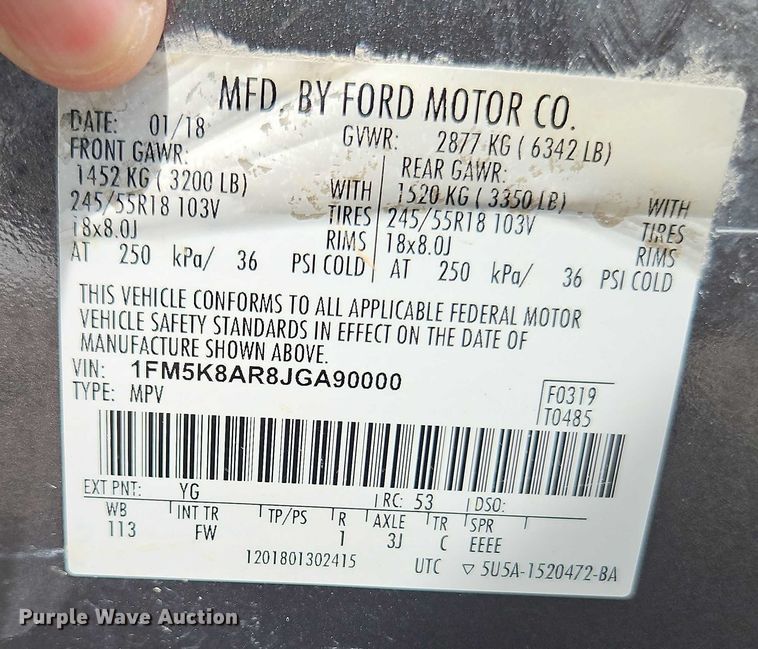 MFD. BY FORD MOTOR CO.
DATE: 01/18 GVWR: 2877 KG ( 6342 LB)
FRONT GAWR: REAR GAWR:
1452 KG ( 3200 LB) WITH 1520 KG ( 3350 LB) WITH
245/55R18 103V TIRES 245/55R18 103V TIRES
18x8.0J RIMS 18x8.0J RIMS
AT 250 kPa/ 36 PSI COLD AT 250 kPa/ 36 PSI COLD
THIS VEHICLE CONFORMS TO ALL APPLICABLE FEDERAL MOTOR
VEHICLE SAFETY STANDARDS IN EFFECT ON THE DATE OF
MANUFACTURE SHOWN ABOVE.
VIN: 1FM5K8AR8JGA90000
TYPE: MPV F0319
T0485
EXT PNT: YG RC: 53 DSO:
WB INT TR TP/PS R AXLE TR SPR
113 FW 1 3J C EEEE
1201801302415 UTC ▽ 5U5A-1520472-BA
Purple Wave Auction